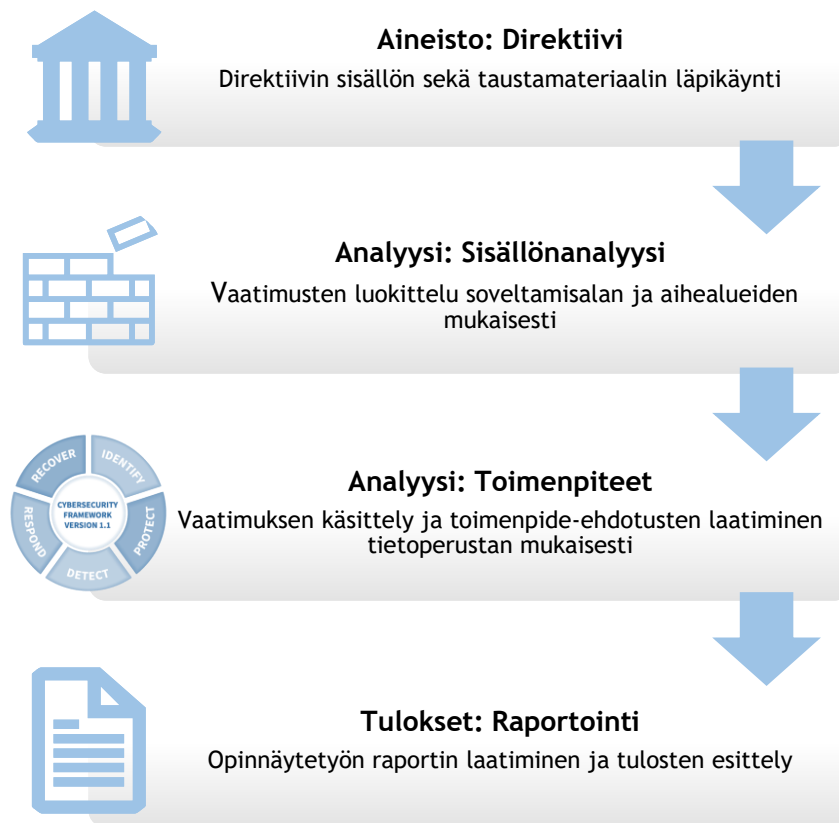 Aineisto: Direktiivi
Direktiivin sisällön sekä taustamateriaalin läpikäynti
Analyysi: Sisällönanalyysi
Vaatimusten luokittelu soveltamisalan ja aihealueiden
mukaisesti
RECOVER
IDENTIFY
PROTECT
DETECT
RESPOND
CYBERSECURITY
FRAMEWORK
VERSION 1.1
Analyysi: Toimenpiteet
Vaatimuksen käsittely ja toimenpide-ehdotusten laatiminen
tietoperustan mukaisesti
Tulokset: Raportointi
Opinnäytetyön raportin laatiminen ja tulosten esittely